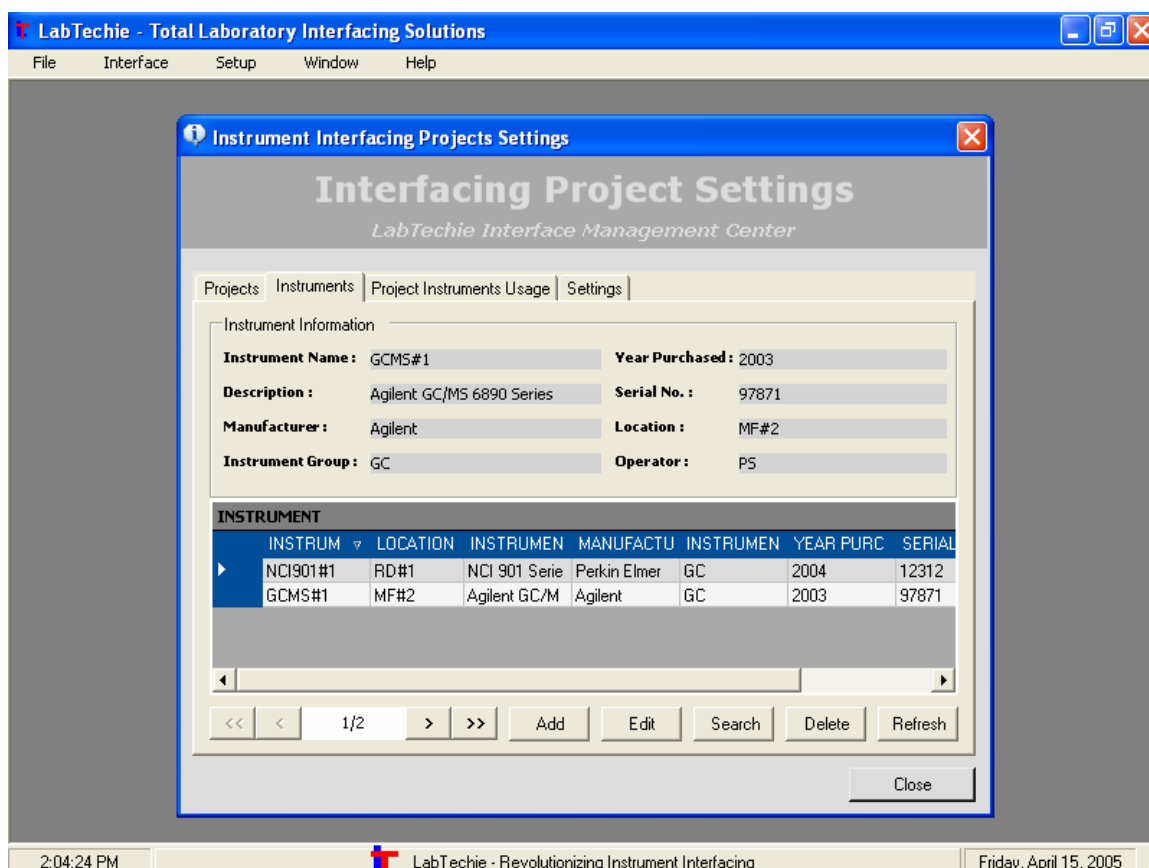 LabTechie - Total Laboratory Interfacing Solutions
File Interface Setup Window Help
Instrument Interfacing Projects Settings
Interfacing Project Settings
LabTechie Interface Management Center
Projects Instruments Project Instruments Usage Settings
Instrument Information
Instrument Name : GCMS#1 Year Purchased : 2003
Description : Agilent GC/MS 6890 Series Serial No. : 97871
Manufacturer : Agilent Location : MF#2
Instrument Group : GC Operator : PS
INSTRUMENT
INSTRUM LOCATION INSTRUMEN MANUFACTU INSTRUMEN YEAR PURC SERIAL
NCI901#1 RD#1 NCI 901 Serie Perkin Elmer GC 2004 12312
GCMS#1 MF#2 Agilent GC/M Agilent GC 2003 97871
<< < 1/2 > >> Add Edit Search Delete Refresh
Close
2:04:24 PM LabTechie - Revolutionizing Instrument Interfacing Friday, April 15, 2005